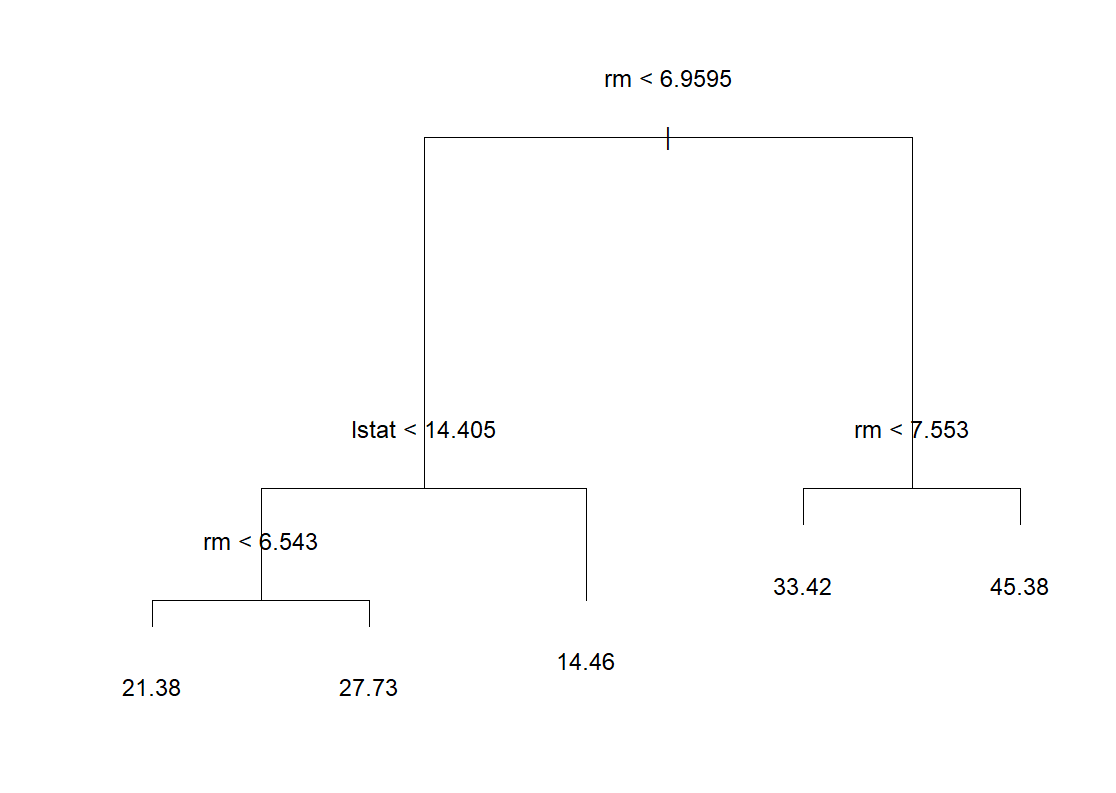 rm < 6.9595
lstat < 14.405
rm < 7.553
rm < 6.543
33.42
45.38
14.46
21.38
27.73